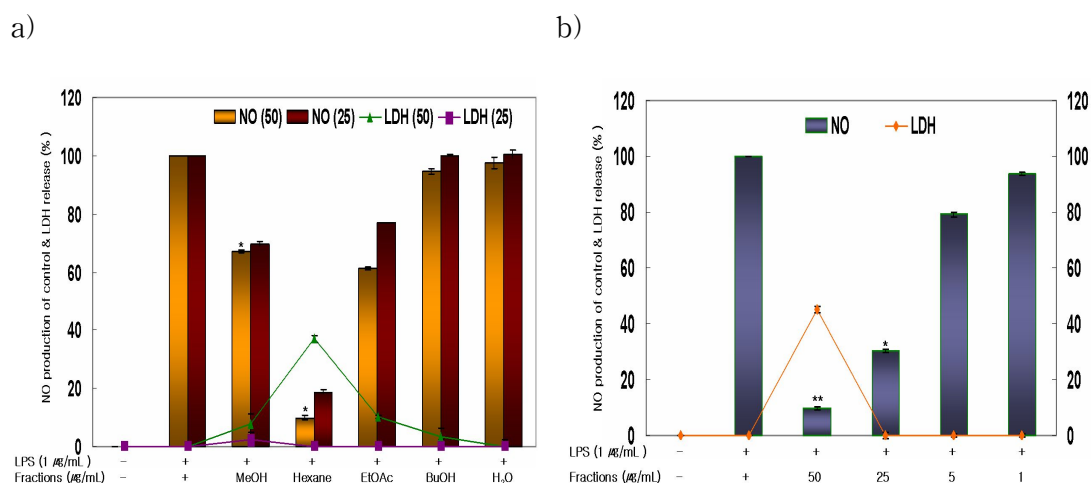 a)
b)
NO production of control & LDH release (%)
120
100
80
60
40
20
0
NO (50) NO (25) LDH (50) LDH (25)
*
*
LPS (1 ㎍/mL) − + + + + + +
Fractions (㎍/mL) + MeOH Hexane EtOAc BuOH H₂O
NO production of control & LDH release (%)
120
100
80
60
40
20
0
NO LDH
**
*
120
100
80
60
40
20
0
LPS (1 ㎍/mL) − + + + + +
Fractions (㎍/mL) − + 50 25 5 1